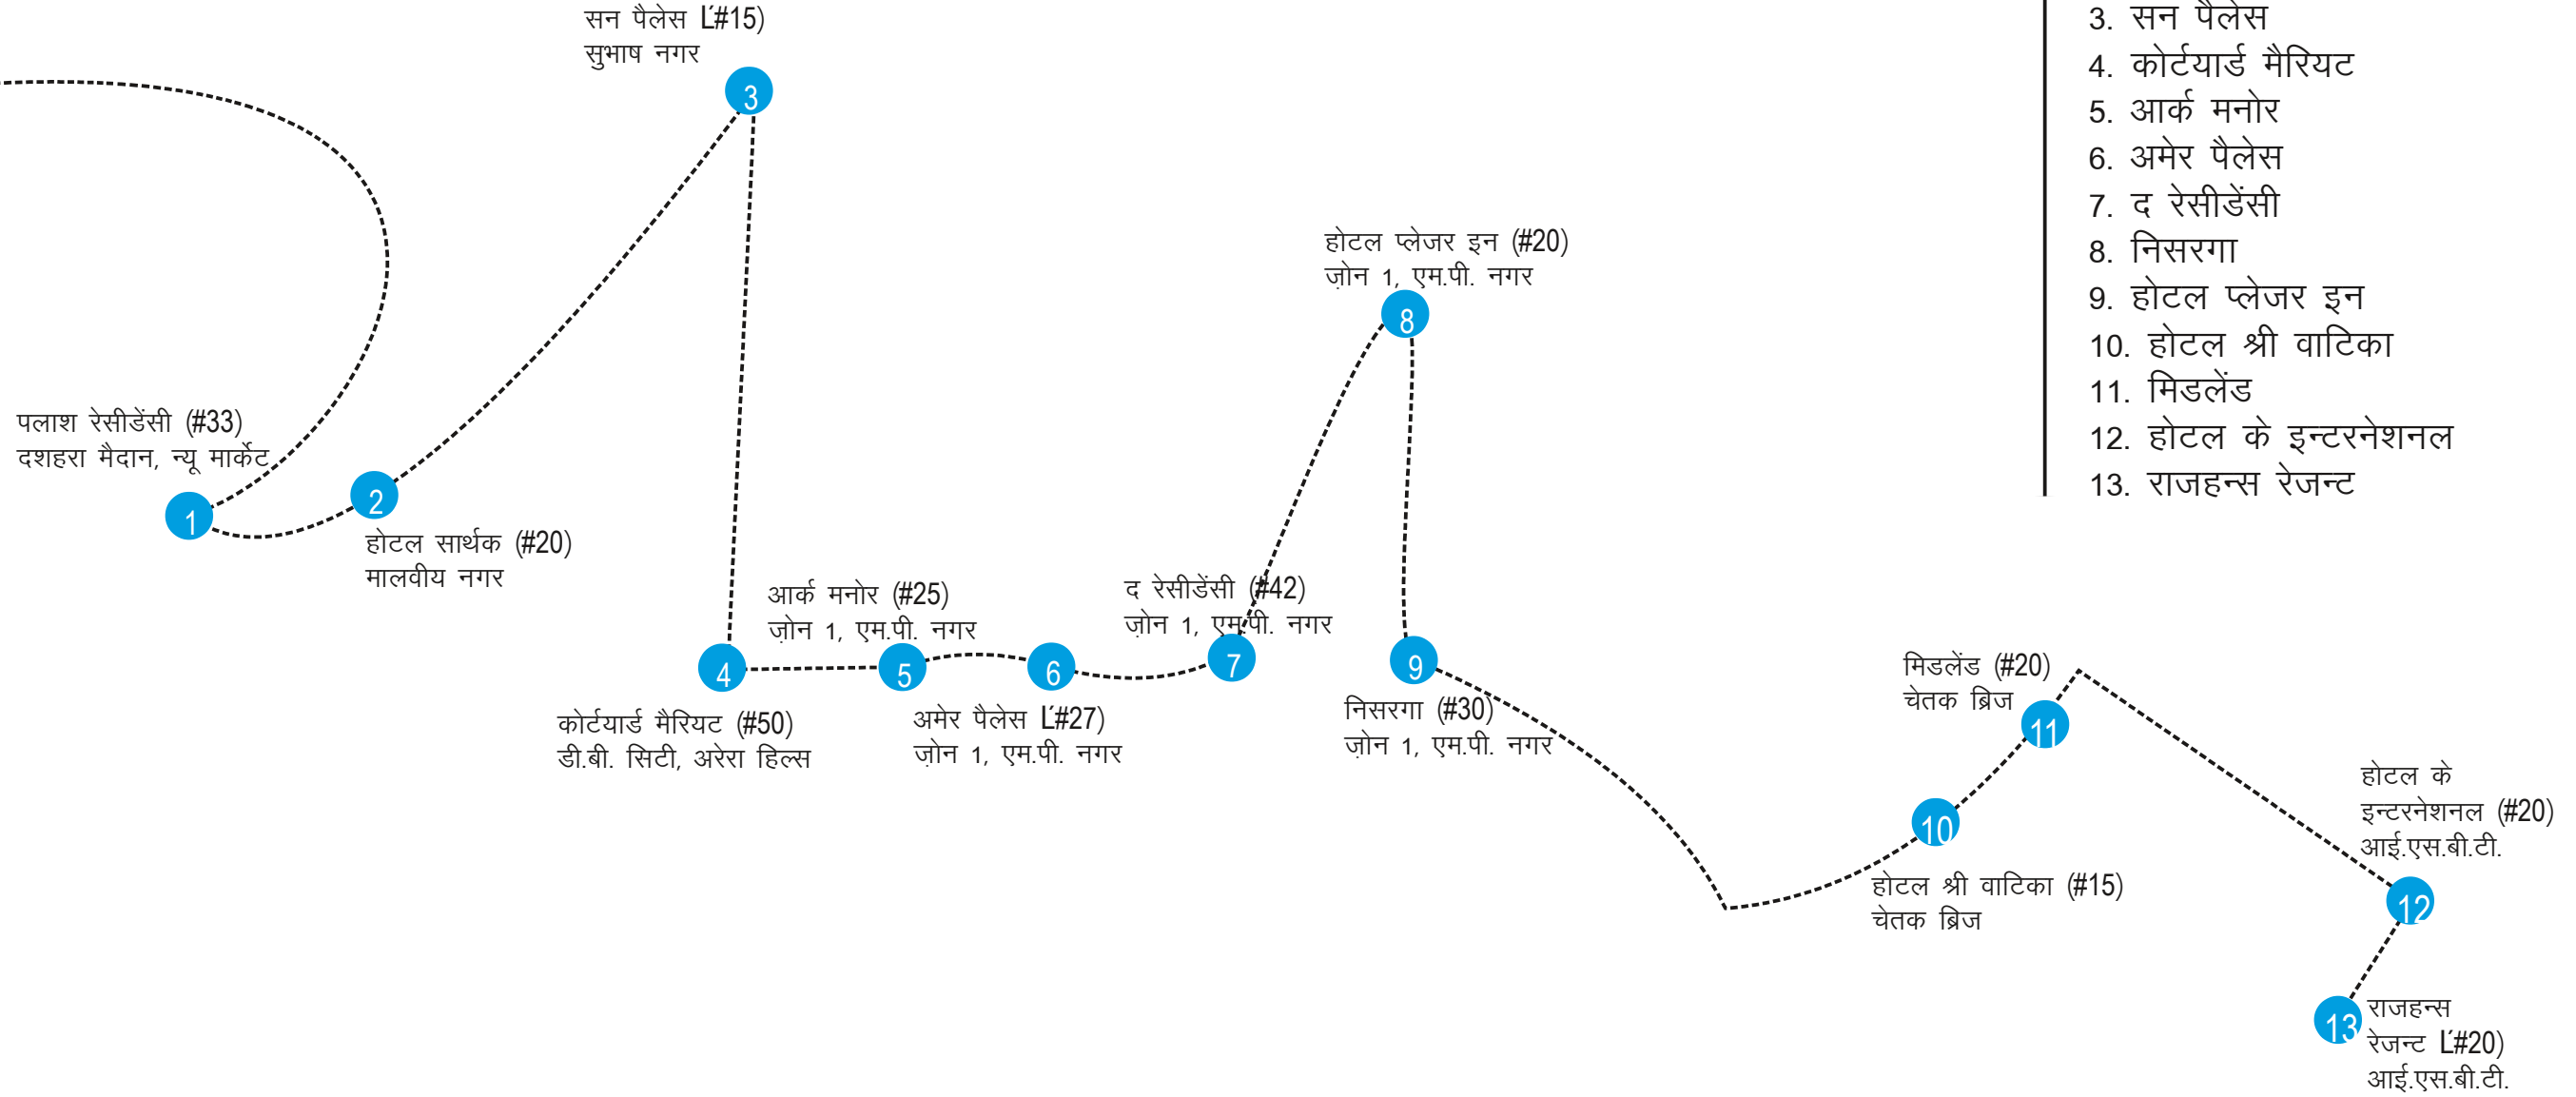 सन पैलेस Ĺ#15)
सुभाष नगर
3
पलाश रेसीडेंसी (#33)
दशहरा मैदान, न्यू मार्केट
1
2
होटल सार्थक (#20)
मालवीय नगर
4
कोर्टयार्ड मैरियट (#50)
डी.बी. सिटी, अरेरा हिल्स
आर्क मनोर (#25)
ज़ोन 1, एम.पी. नगर
5
6
अमेर पैलेस Ĺ#27)
ज़ोन 1, एम.पी. नगर
द रेसीडेंसी (#42)
ज़ोन 1, एम.पी. नगर
7
होटल प्लेजर इन (#20)
ज़ोन 1, एम.पी. नगर
8
9
निसरगा (#30)
ज़ोन 1, एम.पी. नगर
10
होटल श्री वाटिका (#15)
चेतक ब्रिज
मिडलेंड (#20)
चेतक ब्रिज
11
होटल के
इन्टरनेशनल (#20)
आई.एस.बी.टी.
12
13
राजहन्स
रेजन्ट Ĺ#20)
आई.एस.बी.टी.
3. सन पैलेस
4. कोर्टयार्ड मैरियट
5. आर्क मनोर
6. अमेर पैलेस
7. द रेसीडेंसी
8. निसरगा
9. होटल प्लेजर इन
10. होटल श्री वाटिका
11. मिडलेंड
12. होटल के इन्टरनेशनल
13. राजहन्स रेजन्ट